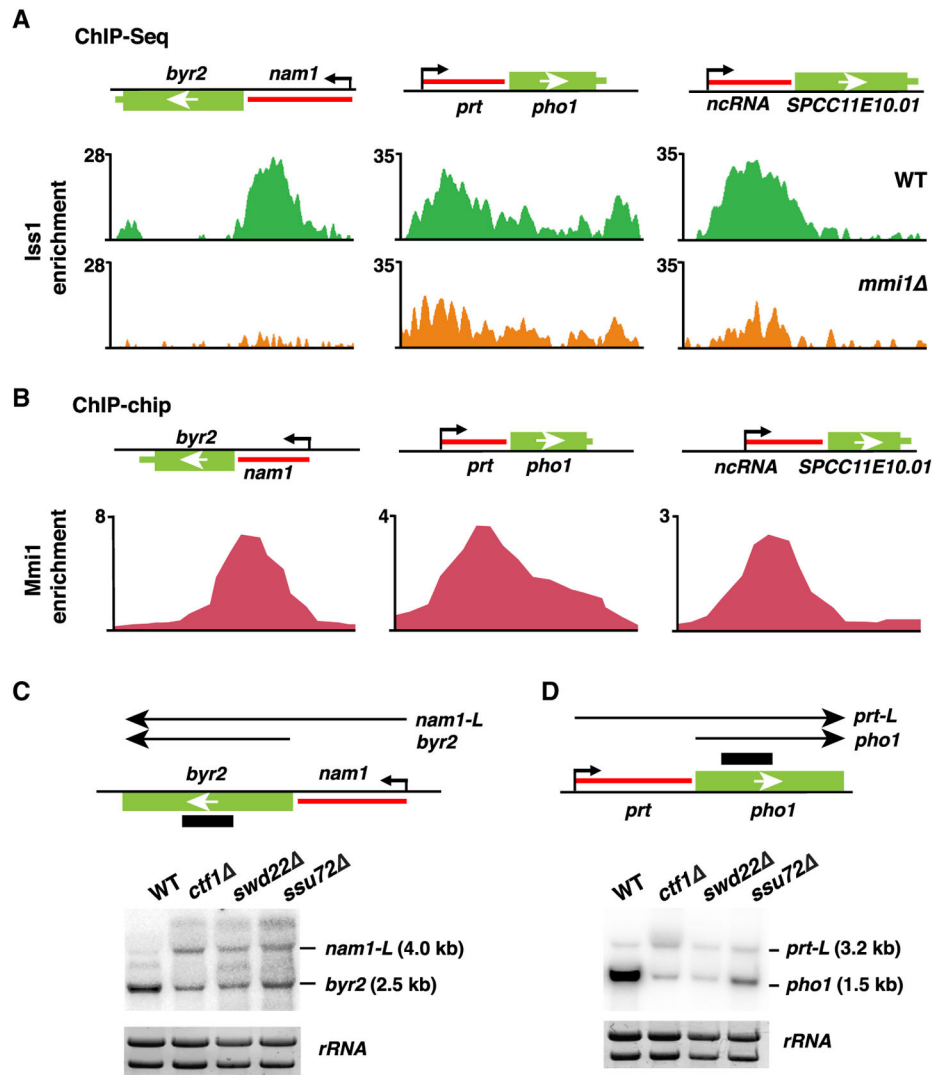 A
ChIP-Seq
byr2 nam1
prt pho1
ncRNA SPCC11E10.01
Iss1 enrichment
28 35 35 WT
28 35 35 mmi1Δ
B
ChIP-chip
byr2
nam1
prt pho1
ncRNA SPCC11E10.01
Mmi1 enrichment
8 4 3
C
nam1-L
byr2
byr2 nam1
WT ctf1Δ swd22Δ ssu72Δ
nam1-L (4.0 kb)
byr2 (2.5 kb)
rRNA
D
prt-L
pho1
prt pho1
WT ctf1Δ swd22Δ ssu72Δ
prt-L (3.2 kb)
pho1 (1.5 kb)
rRNA